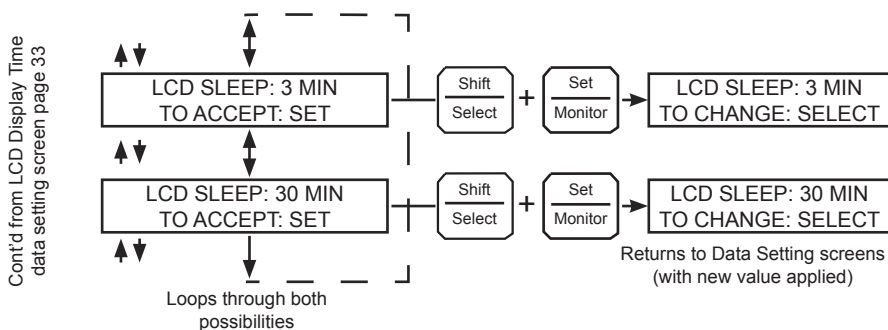 Cont'd from LCD Display Time
data setting screen page 33
LCD SLEEP: 3 MIN
TO ACCEPT: SET
Shift
Select
+
Set
Monitor
LCD SLEEP: 3 MIN
TO CHANGE: SELECT
LCD SLEEP: 30 MIN
TO ACCEPT: SET
Shift
Select
+
Set
Monitor
LCD SLEEP: 30 MIN
TO CHANGE: SELECT
Returns to Data Setting screens
(with new value applied)
Loops through both
possibilities